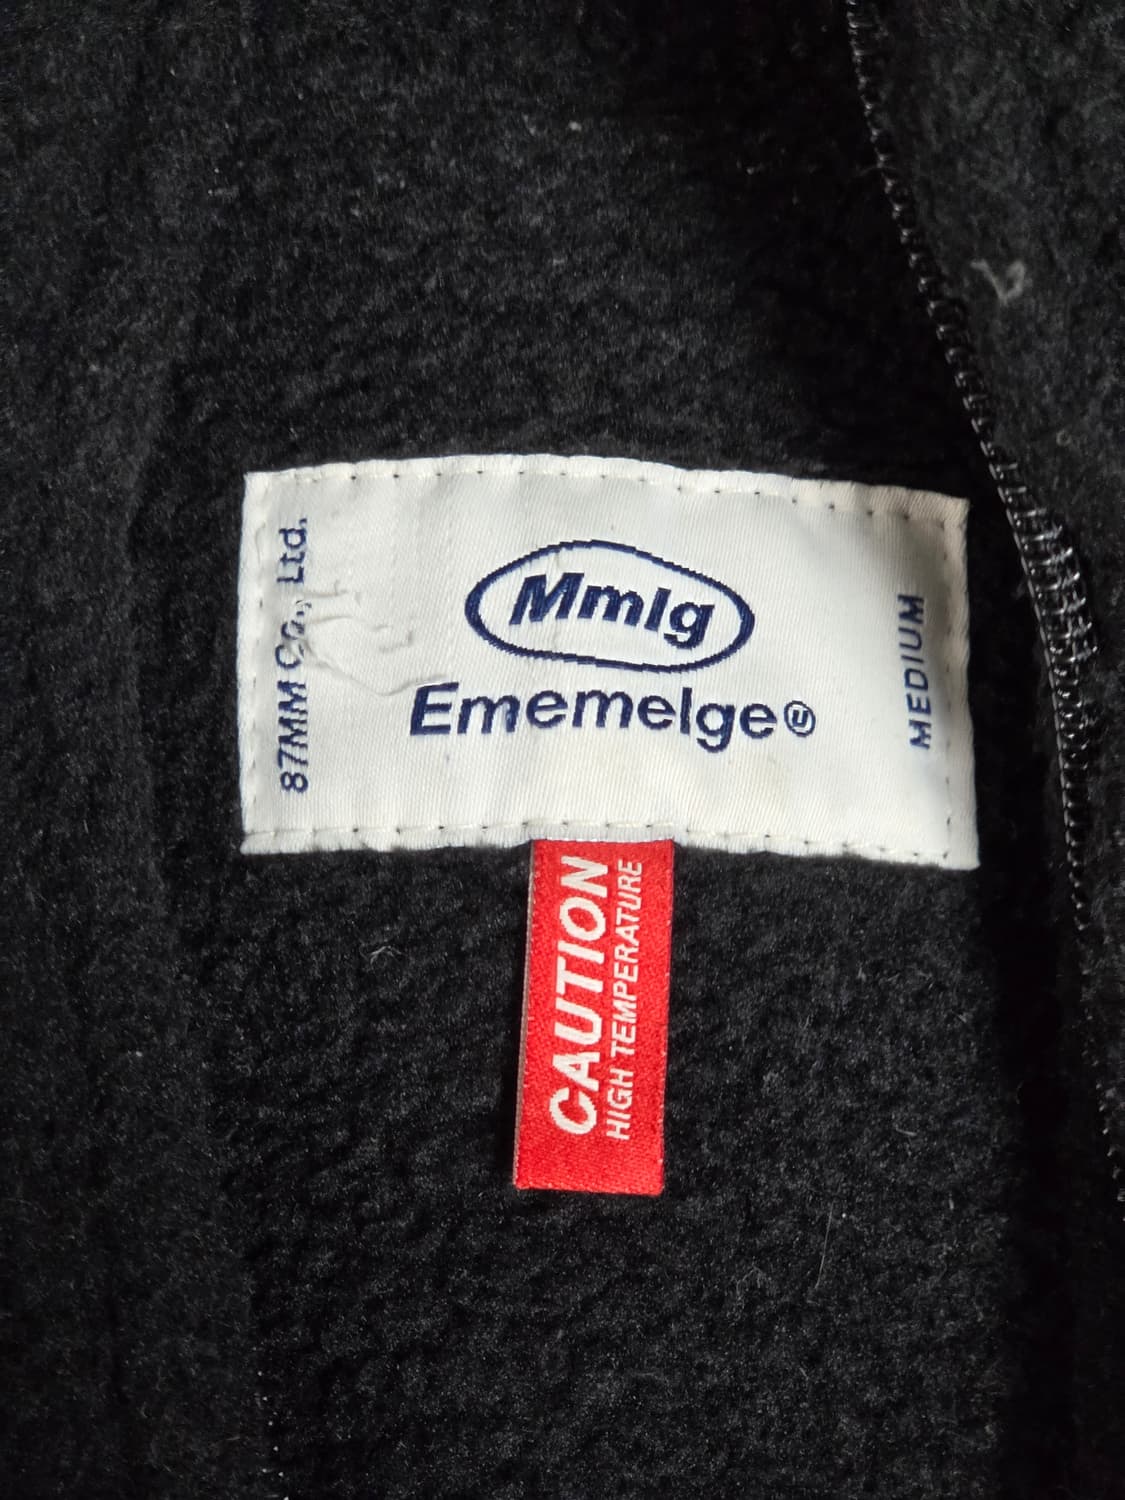 Mmlg
Ememelge®
87MM Co., Ltd.
MEDIUM
CAUTION
HIGH TEMPERATURE